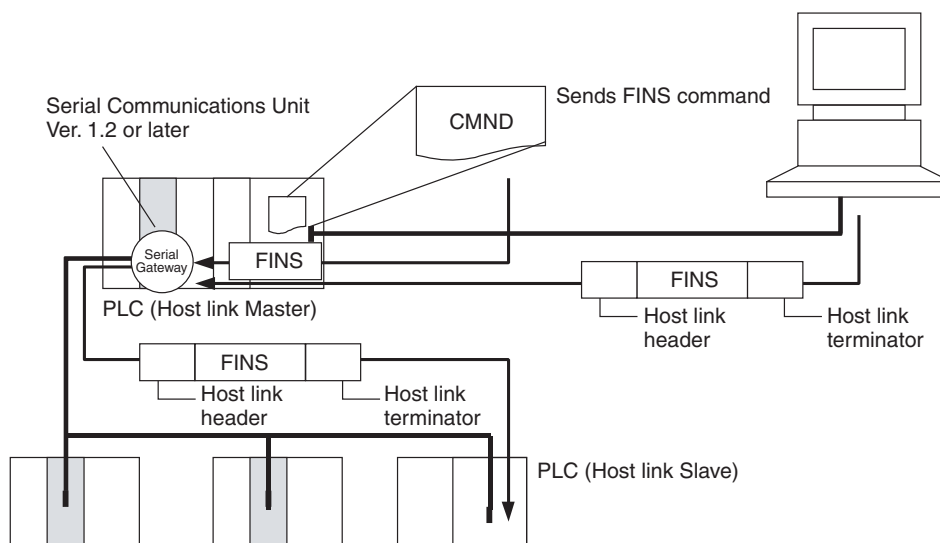 Serial Communications Unit
Ver. 1.2 or later
CMND
Sends FINS command
Serial
Gateway
FINS
PLC (Host link Master)
FINS
Host link
header
Host link
terminator
FINS
Host link
header
Host link
terminator
PLC (Host link Slave)